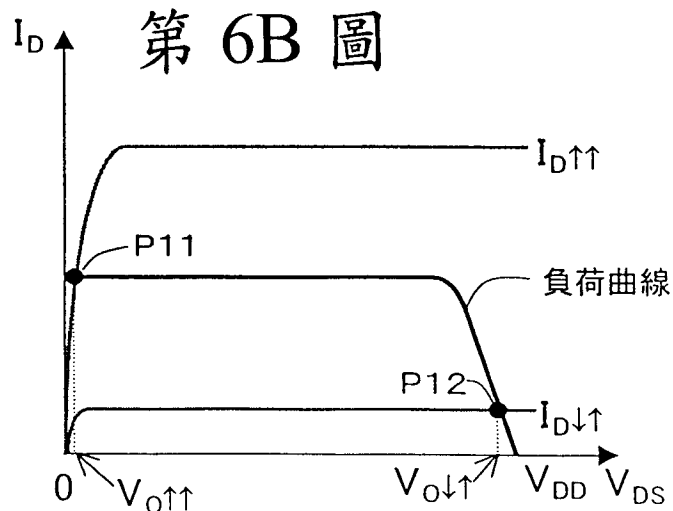 第 6B 圖
I_D
I_D↑↑
P11
負荷曲線
P12
I_D↓↑
0
V_O↑↑
V_O↓↑
V_DD
V_DS